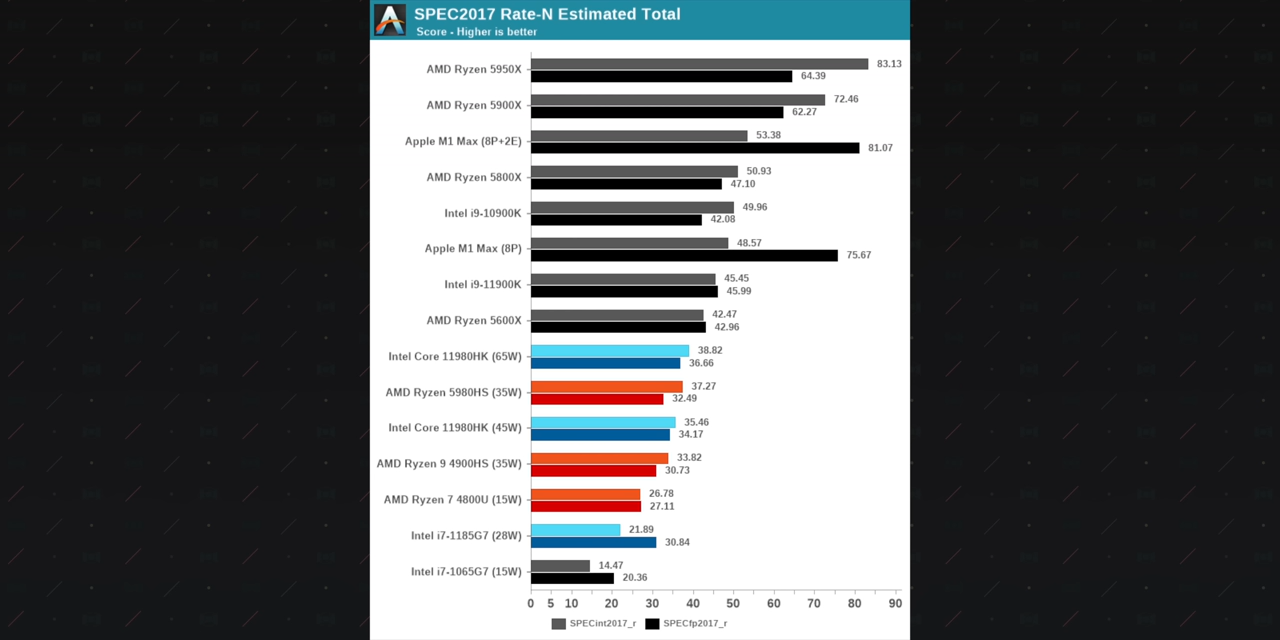 SPEC2017 Rate-N Estimated Total
Score - Higher is better
AMD Ryzen 5950X 83.13
64.39
AMD Ryzen 5900X 72.46
62.27
Apple M1 Max (8P+2E) 53.38
81.07
AMD Ryzen 5800X 50.93
47.10
Intel i9-10900K 49.96
42.08
Apple M1 Max (8P) 48.57
75.67
Intel i9-11900K 45.45
45.99
AMD Ryzen 5600X 42.47
42.96
Intel Core 11980HK (65W) 38.82
36.66
AMD Ryzen 5980HS (35W) 37.27
32.49
Intel Core 11980HK (45W) 35.46
34.17
AMD Ryzen 9 4900HS (35W) 33.82
30.73
AMD Ryzen 7 4800U (15W) 26.78
27.11
Intel i7-1185G7 (28W) 21.89
30.84
Intel i7-1065G7 (15W) 14.47
20.36
0 5 10 20 30 40 50 60 70 80 90
SPECint2017_r SPECfp2017_r